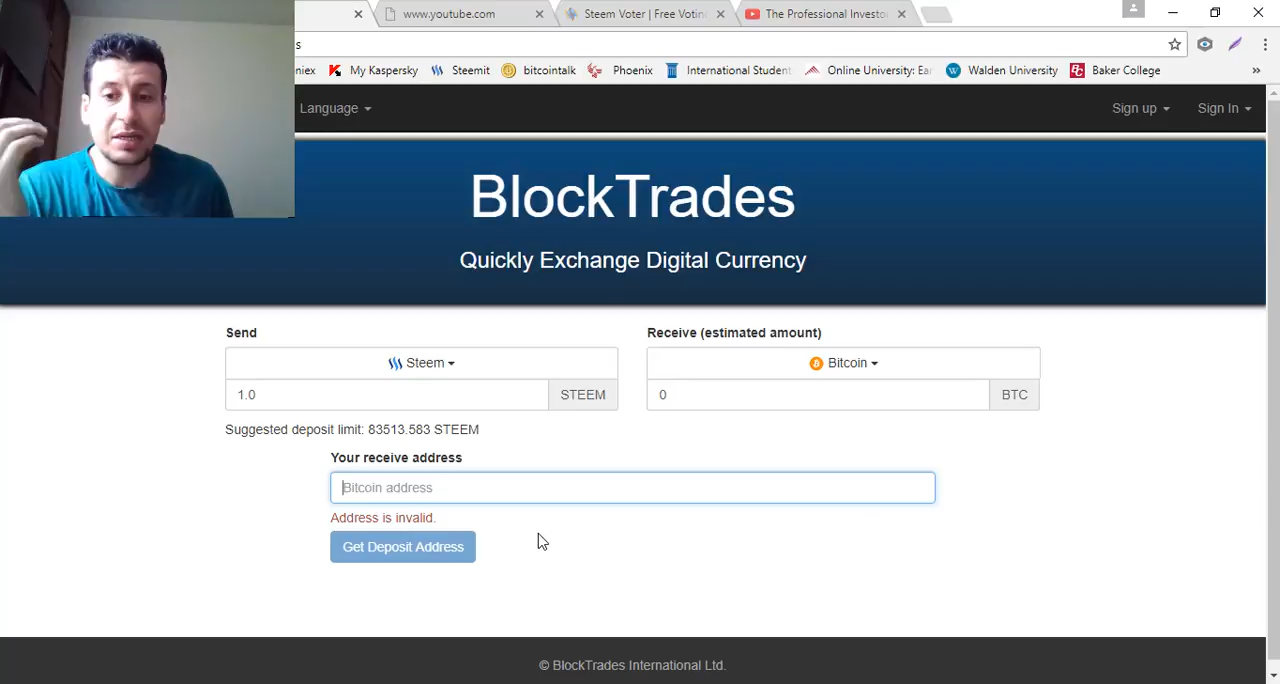 www.youtube.com
Steem Voter | Free Votin
The Professional Investo
s
niex
My Kaspersky
Steemit
bitcointalk
Phoenix
International Student
Online University: Ear
Walden University
Baker College
»
Language
Sign up
Sign In
BlockTrades
Quickly Exchange Digital Currency
Send
Receive (estimated amount)
Steem
Bitcoin
1.0
STEEM
0
BTC
Suggested deposit limit: 83513.583 STEEM
Your receive address
Bitcoin address
Address is invalid.
Get Deposit Address
© BlockTrades International Ltd.